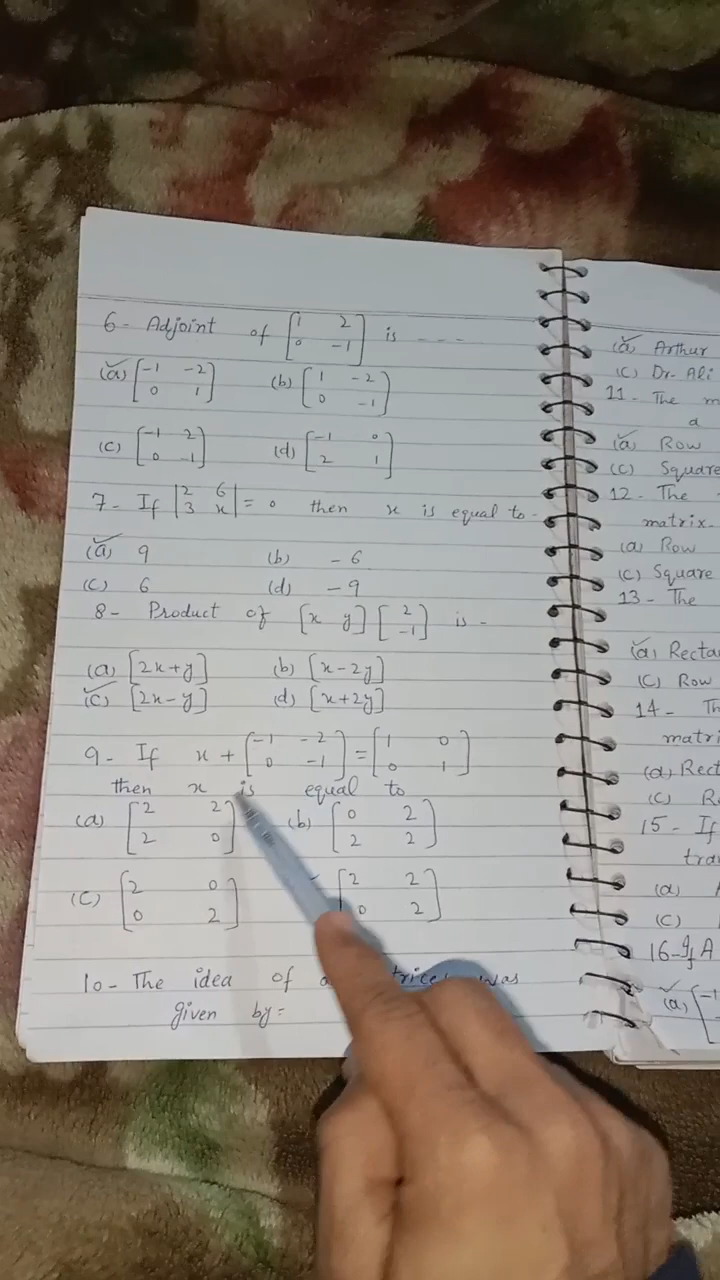 6- Adjoint of [1 2 0 -1] is - - -
(a) [-1 -2 0 1] (b) [1 -2 0 -1]
(c) [-1 2 0 -1] (d) [-1 0 2 1]
7- If |2 6 3 x| = 0 then x is equal to -
(a) 9 (b) -6
(c) 6 (d) -9
8- Product of [x y] [2 -1] is -
(a) [2x+y] (b) [x-2y]
(c) [2x-y] (d) [x+2y]
9- If x + [-1 -2 0 -1] = [1 0 0 1]
then x is equal to
(a) [2 2 2 0] (b) [0 2 2 2]
(c) [2 0 0 2] [2 2 0 2]
10- The idea of was
given by=
(a) Arthur
(c) Dr. Ali
11- The
a
(a) Row
(c) Square
12- The
matrix-
(a) Row
(c) Square
13- The
(a) Recta
(c) Row
14- Th
matri
(a) Rect
(c) R
15- If
tra
(a)
(c)
16- If A
(a) [-1